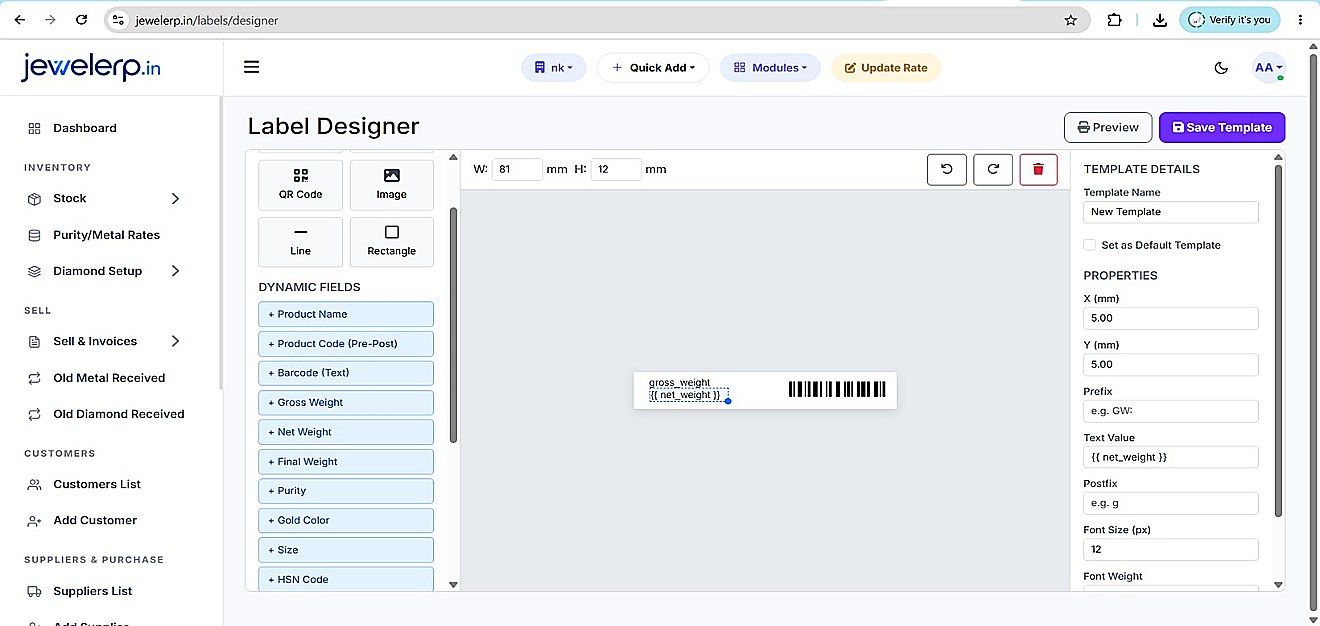 jewelerp.in/labels/designer
Verify it's you
jewelerp.in
nk
+ Quick Add
Modules
Update Rate
AA
Dashboard
INVENTORY
Stock
Purity/Metal Rates
Diamond Setup
SELL
Sell & Invoices
Old Metal Received
Old Diamond Received
CUSTOMERS
Customers List
Add Customer
SUPPLIERS & PURCHASE
Suppliers List
Add Supplier
Label Designer
Preview
Save Template
QR Code
Image
Line
Rectangle
DYNAMIC FIELDS
+ Product Name
+ Product Code (Pre-Post)
+ Barcode (Text)
+ Gross Weight
+ Net Weight
+ Final Weight
+ Purity
+ Gold Color
+ Size
+ HSN Code
W: 81 mm H: 12 mm
gross_weight
{{ net_weight }}
TEMPLATE DETAILS
Template Name
New Template
Set as Default Template
PROPERTIES
X (mm)
5.00
Y (mm)
5.00
Prefix
e.g. GW:
Text Value
{{ net_weight }}
Postfix
e.g. g
Font Size (px)
12
Font Weight